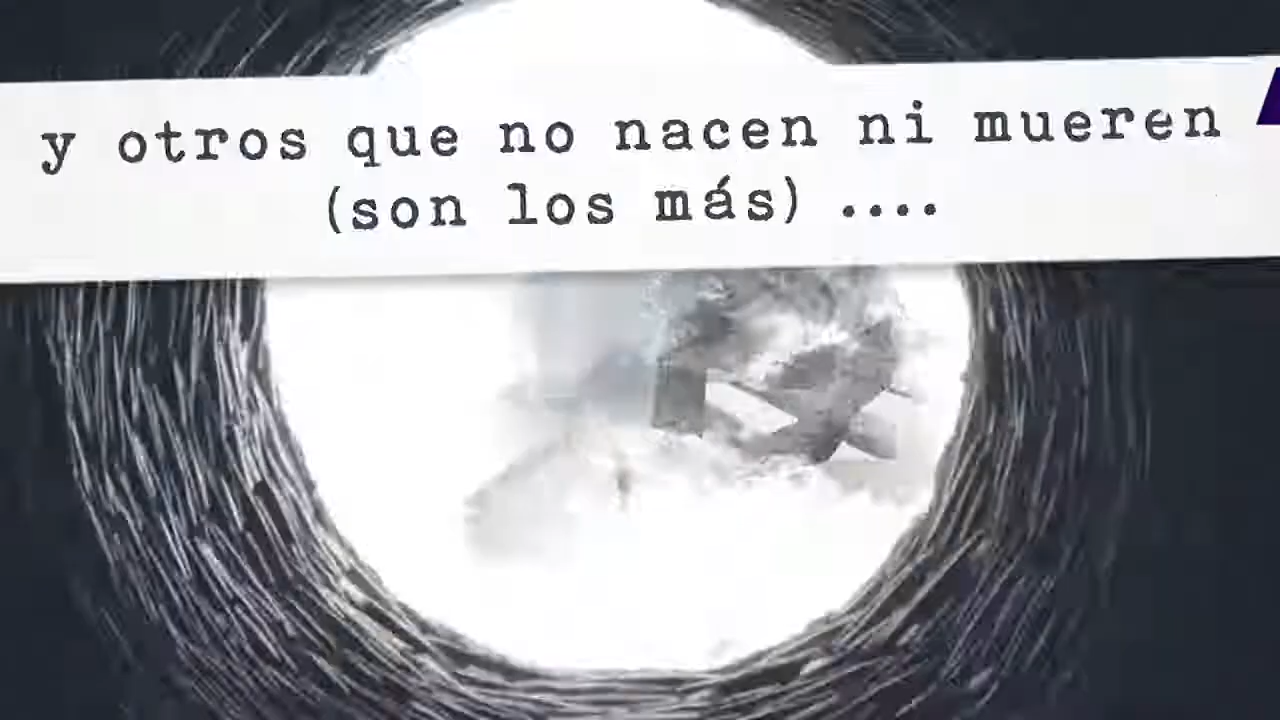 y otros que no nacen ni mueren
(son los más) ....